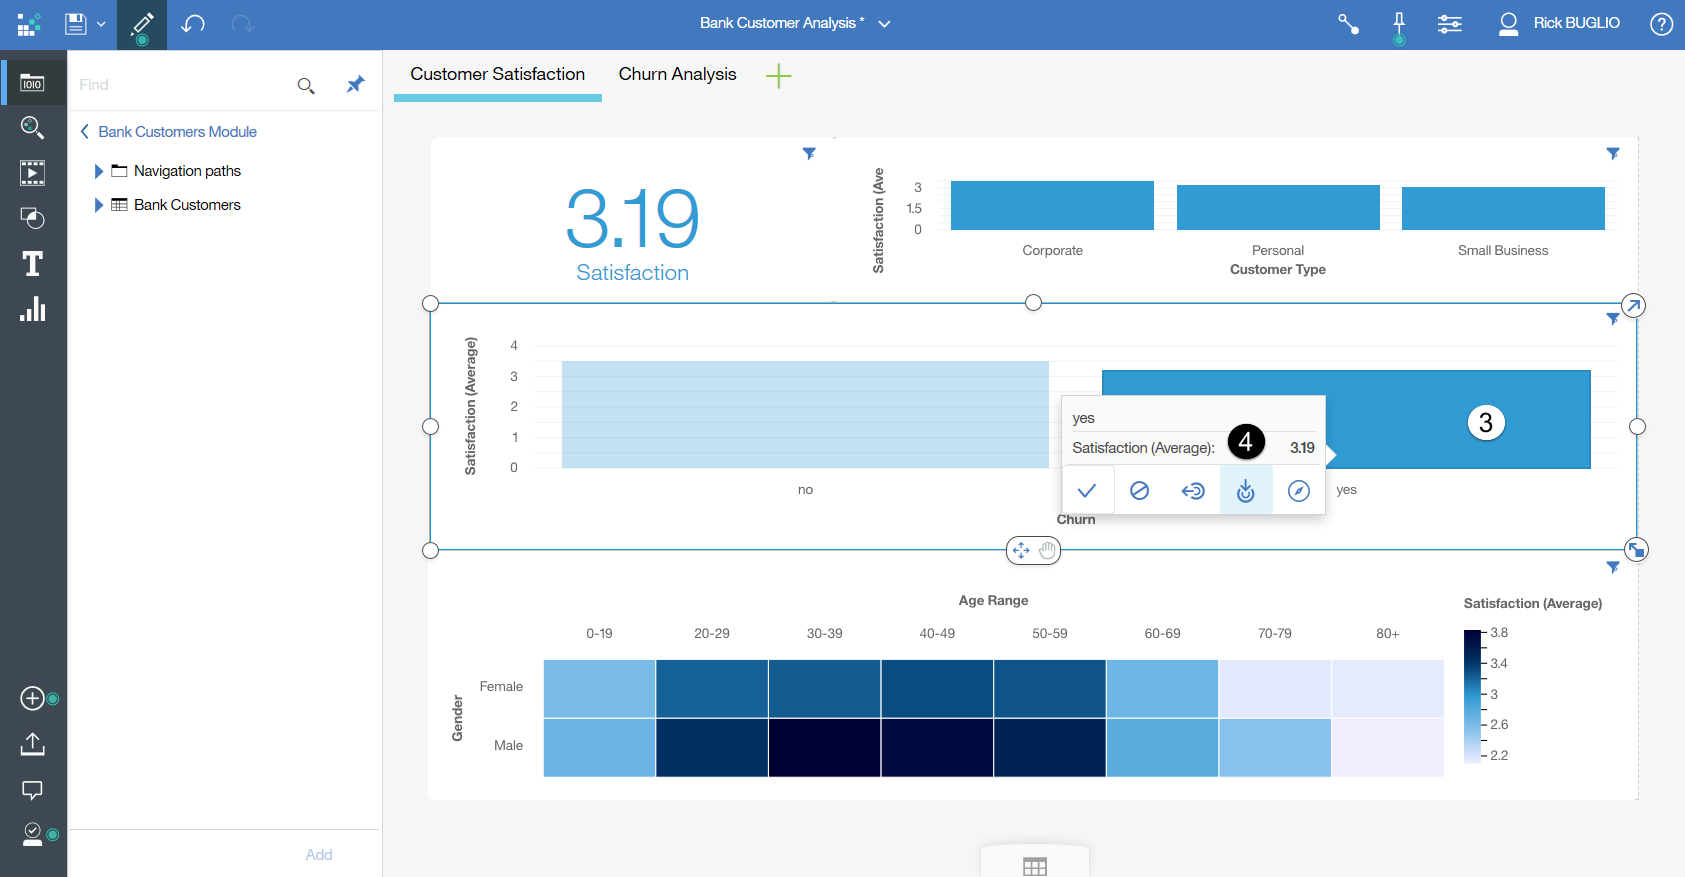 Bank Customer Analysis *
Rick BUGLIO
?
Find
Bank Customers Module
Navigation paths
Bank Customers
Add
Customer Satisfaction
Churn Analysis
3.19
Satisfaction
Satisfaction (Ave
3
1.5
0
Corporate
Personal
Small Business
Customer Type
Satisfaction (Average)
4
3
2
1
0
no
yes
Churn
yes
Satisfaction (Average):
4
3.19
3
Age Range
0-19
20-29
30-39
40-49
50-59
60-69
70-79
80+
Gender
Female
Male
Satisfaction (Average)
3.8
3.4
3
2.6
2.2